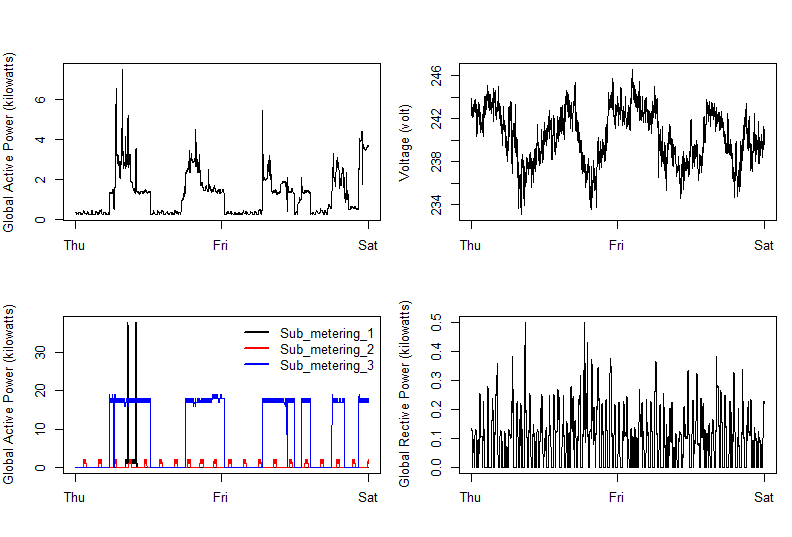 Global Active Power (kilowatts)
6
4
2
0
Thu Fri Sat
Voltage (volt)
246
242
238
234
Thu Fri Sat
Global Active Power (kilowatts)
30
20
10
0
Sub_metering_1
Sub_metering_2
Sub_metering_3
Thu Fri Sat
Global Rective Power (kilowatts)
0.5
0.4
0.3
0.2
0.1
0.0
Thu Fri Sat